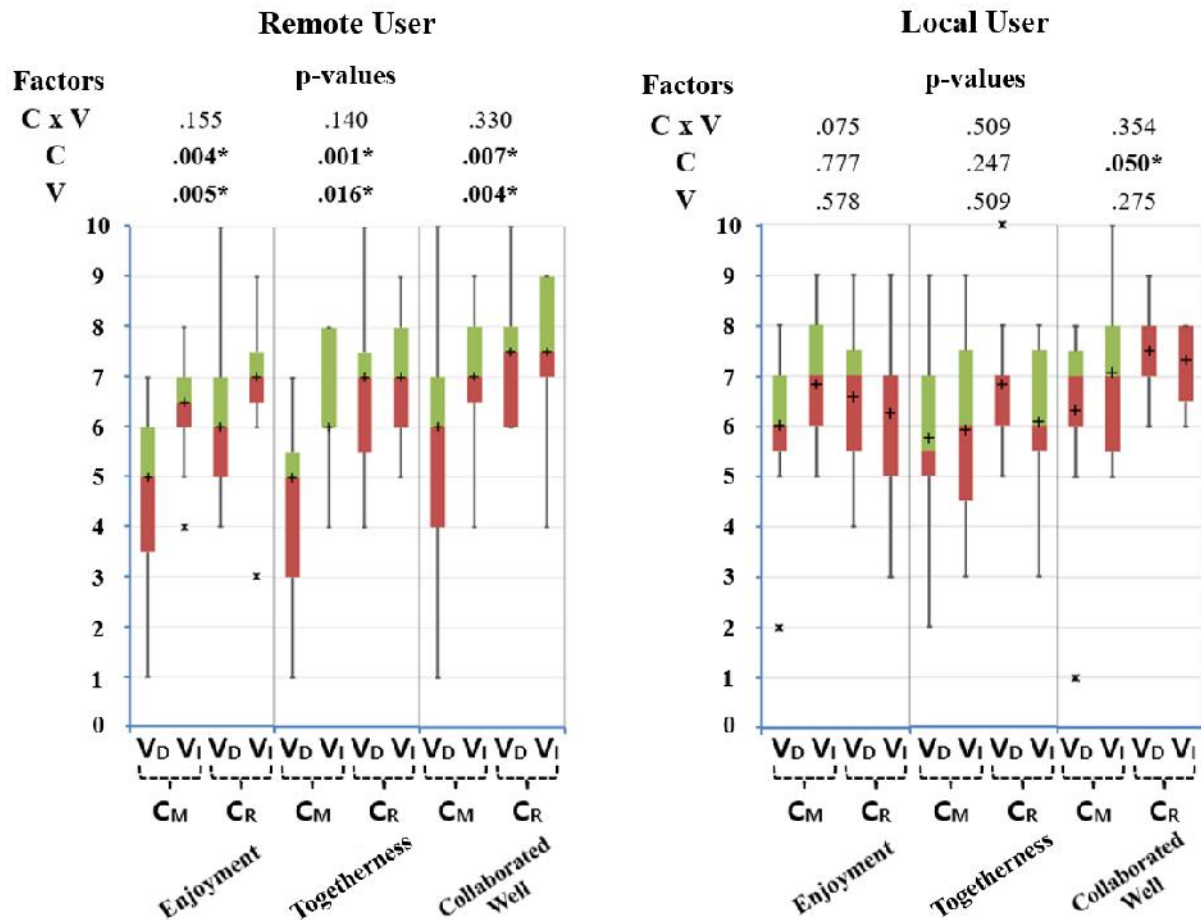 Remote User
Factors p-values
C x V .155 .140 .330
C .004* .001* .007*
V .005* .016* .004*
10
9
8
7
6
5
4
3
2
1
0
VD VI VD VI VD VI VD VI VD VI VD VI
CM CR CM CR CM CR
Enjoyment Togetherness Collaborated Well
Local User
Factors p-values
C x V .075 .509 .354
C .777 .247 .050*
V .578 .509 .275
10
9
8
7
6
5
4
3
2
1
0
VD VI VD VI VD VI VD VI VD VI VD VI
CM CR CM CR CM CR
Enjoyment Togetherness Collaborated Well